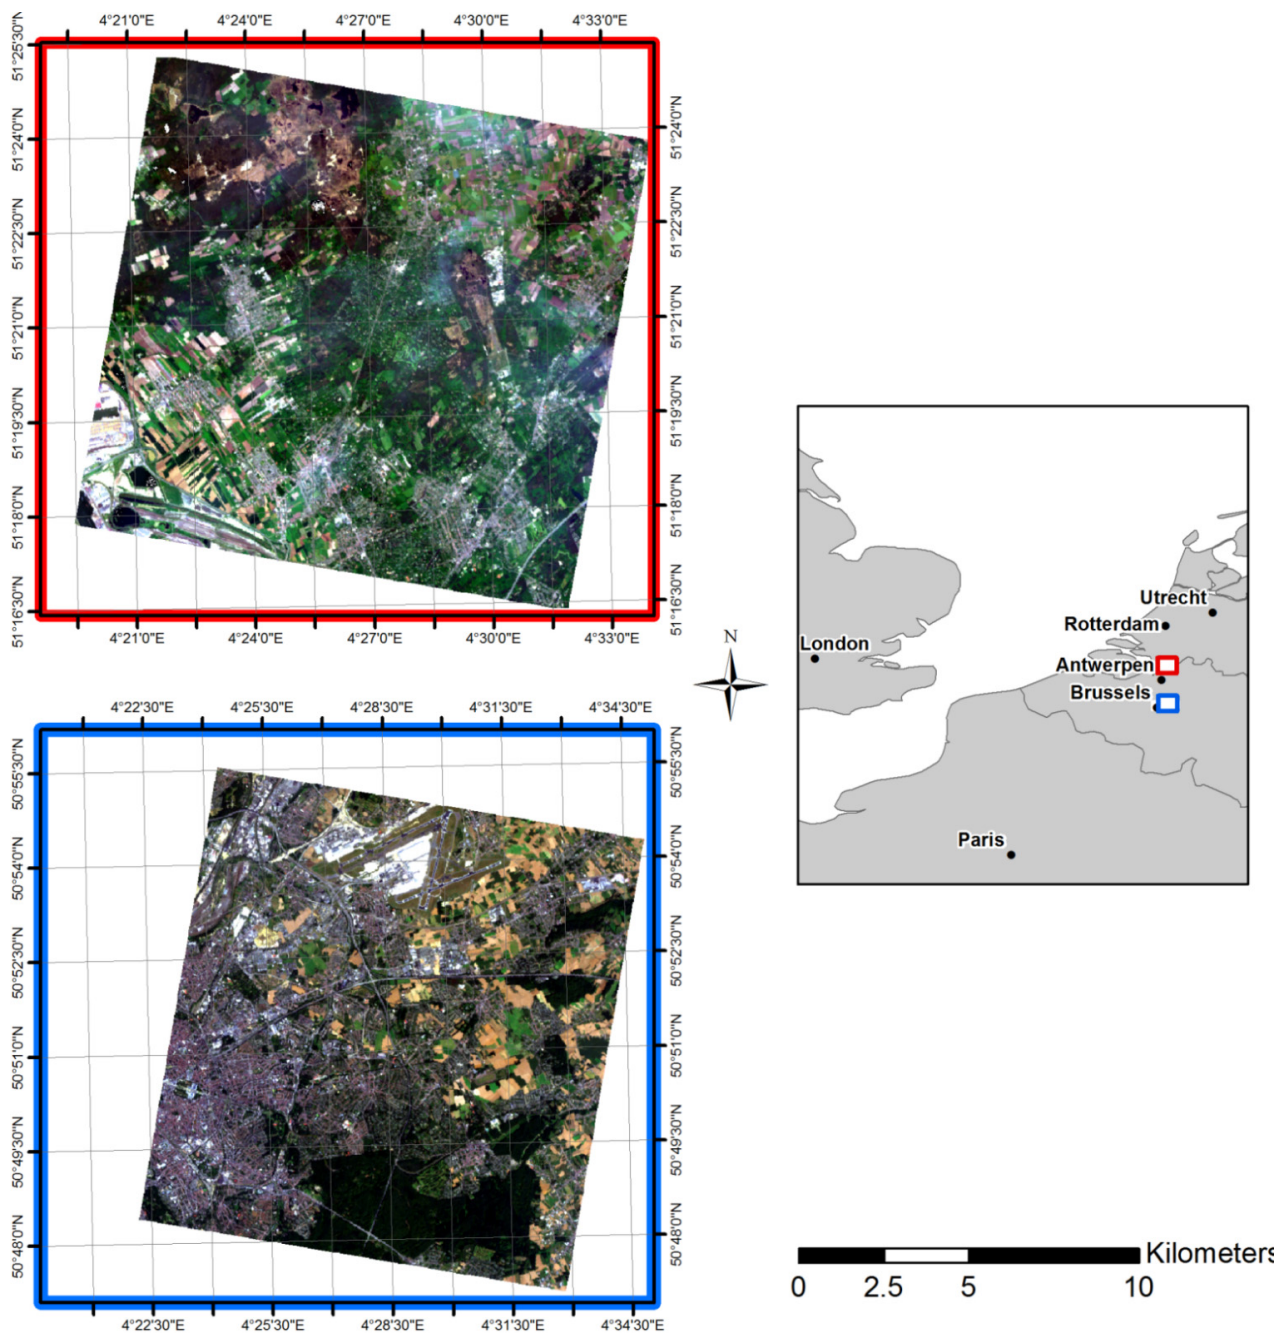 4°21'0"E 4°24'0"E 4°27'0"E 4°30'0"E 4°33'0"E
51°25'30"N
51°24'0"N
51°22'30"N
51°21'0"N
51°19'30"N
51°18'0"N
51°16'30"N
51°24'0"N
51°22'30"N
51°21'0"N
51°19'30"N
51°18'0"N
51°16'30"N
4°21'0"E 4°24'0"E 4°27'0"E 4°30'0"E 4°33'0"E
4°22'30"E 4°25'30"E 4°28'30"E 4°31'30"E 4°34'30"E
50°55'30"N
50°54'0"N
50°52'30"N
50°51'0"N
50°49'30"N
50°48'0"N
50°55'30"N
50°54'0"N
50°52'30"N
50°51'0"N
50°49'30"N
50°48'0"N
4°22'30"E 4°25'30"E 4°28'30"E 4°31'30"E 4°34'30"E
N
Utrecht
Rotterdam
London
Antwerpen
Brussels
Paris
Kilometers
0 2.5 5 10